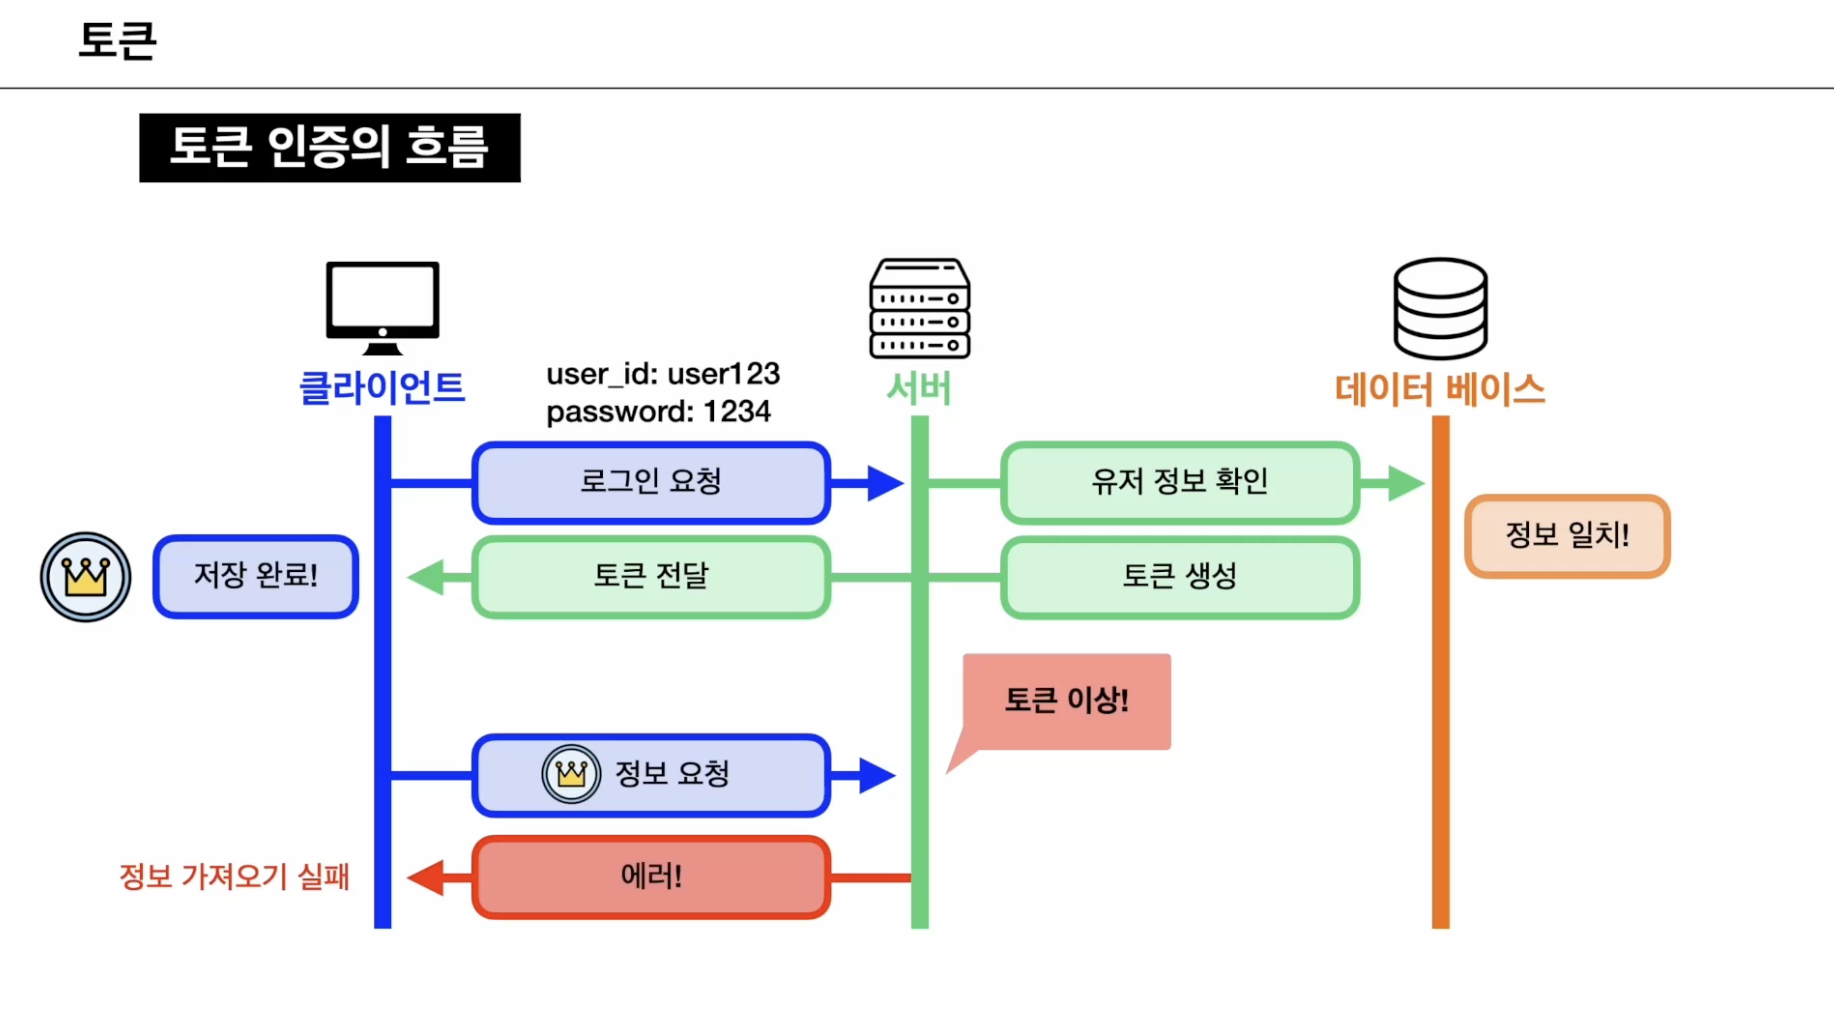 토큰
토큰 인증의 흐름
클라이언트
user_id: user123
password: 1234
서버
데이터 베이스
로그인 요청
유저 정보 확인
정보 일치!
저장 완료!
토큰 전달
토큰 생성
토큰 이상!
정보 요청
정보 가져오기 실패
에러!